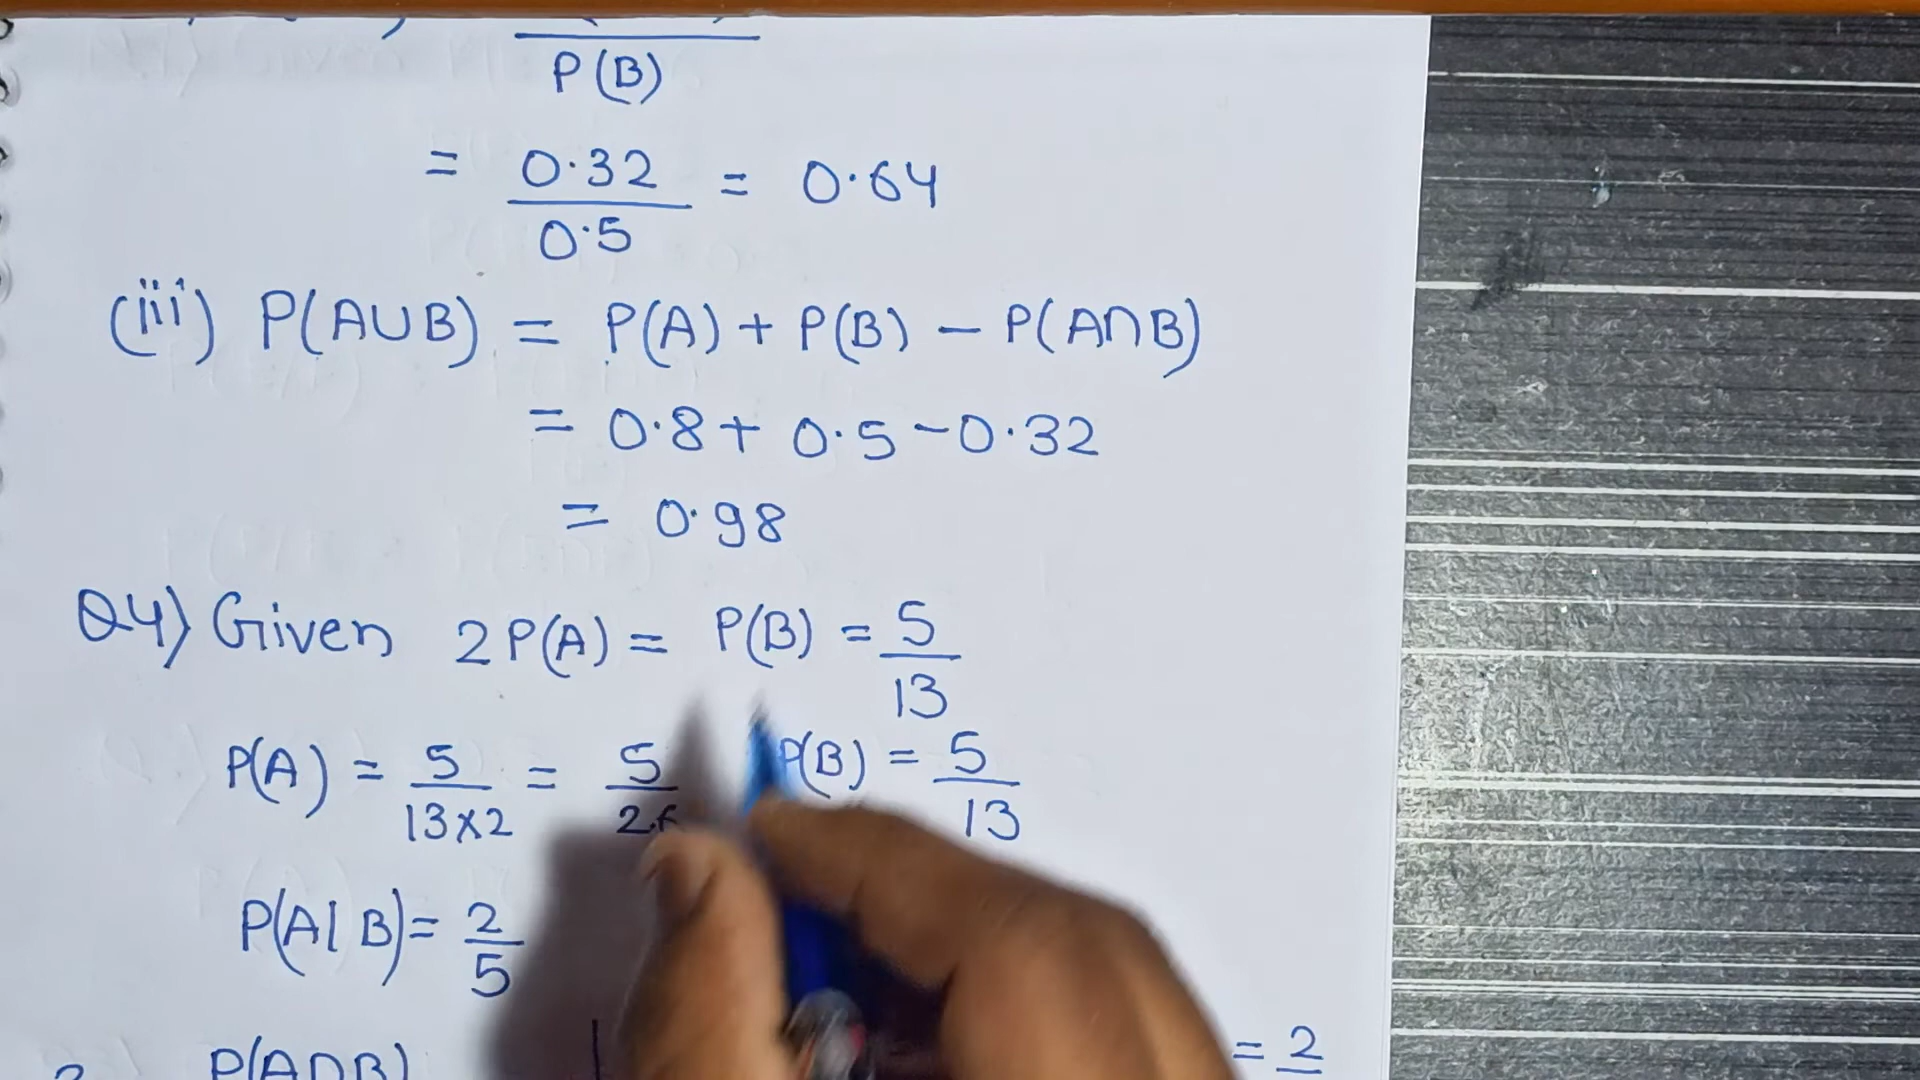 P(B)
= 0.32 / 0.5 = 0.64
(iii) P(A∪B) = P(A) + P(B) - P(A∩B)
= 0.8 + 0.5 - 0.32
= 0.98
Q4) Given 2P(A) = P(B) = 5/13
P(A) = 5/13×2 = 5/26 P(B) = 5/13
P(A|B) = 2/5
P(A∩B) = 2